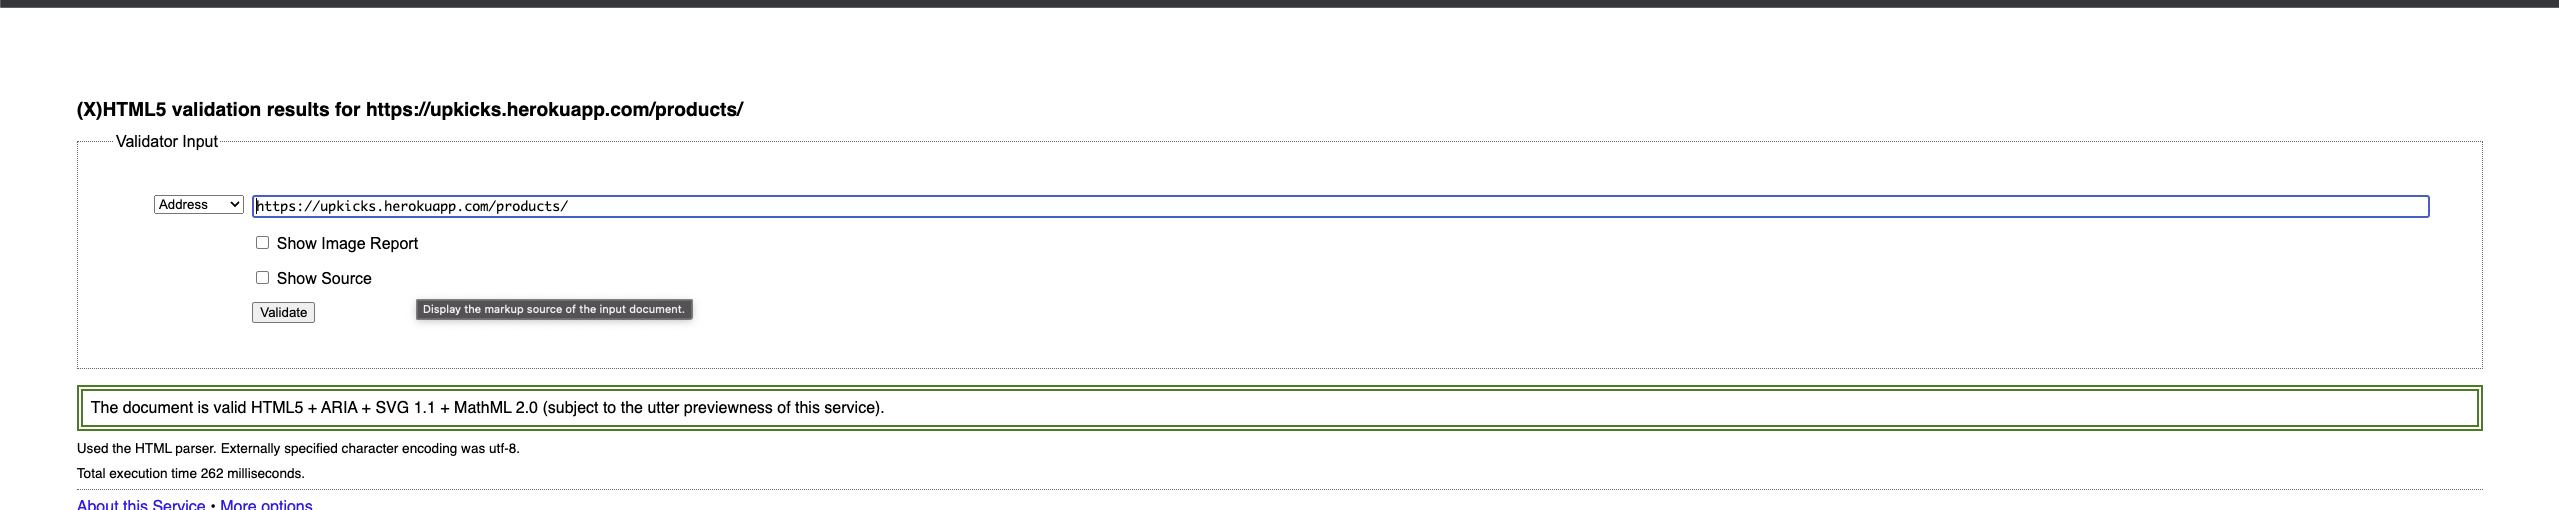 (X)HTML5 validation results for https://upkicks.herokuapp.com/products/
Validator Input
Address https://upkicks.herokuapp.com/products/
Show Image Report
Show Source
Validate Display the markup source of the input document.
The document is valid HTML5 + ARIA + SVG 1.1 + MathML 2.0 (subject to the utter previewness of this service).
Used the HTML parser. Externally specified character encoding was utf-8.
Total execution time 262 milliseconds.
About this Service • More options